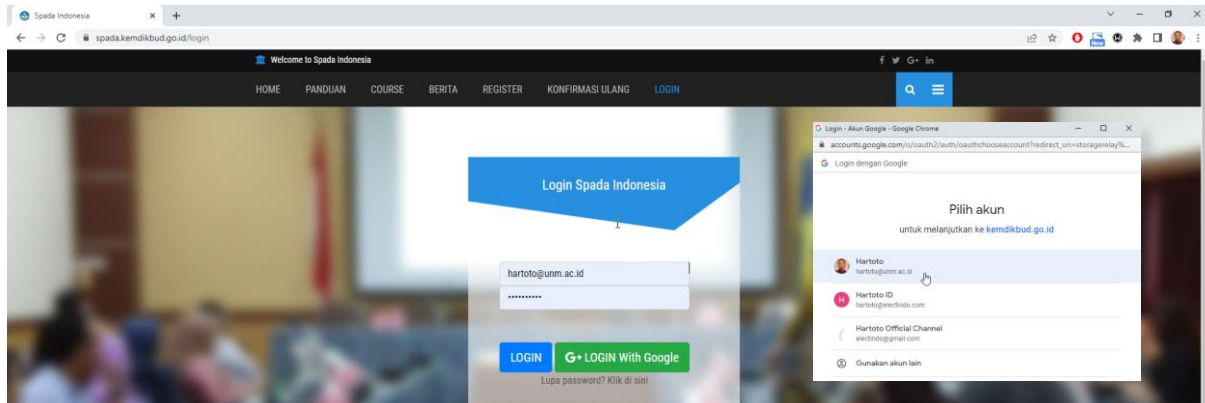 Spada Indonesia
spada.kemdikbud.go.id/login
New
Welcome to Spada Indonesia
HOME PANDUAN COURSE BERITA REGISTER KONFIRMASI ULANG LOGIN
Login Spada Indonesia
hartoto@unm.ac.id
LOGIN G+ LOGIN With Google
Lupa password? Klik di sini
Login - Akun Google - Google Chrome
accounts.google.com/o/oauth2/auth/oauthchooseaccount?redirect_uri=storagerelay%...
Login dengan Google
Pilih akun
untuk melanjutkan ke kemdikbud.go.id
Hartoto
hartoto@unm.ac.id
H
Hartoto ID
hartoto@electindo.com
Hartoto Official Channel
electindo@gmail.com
Gunakan akun lain